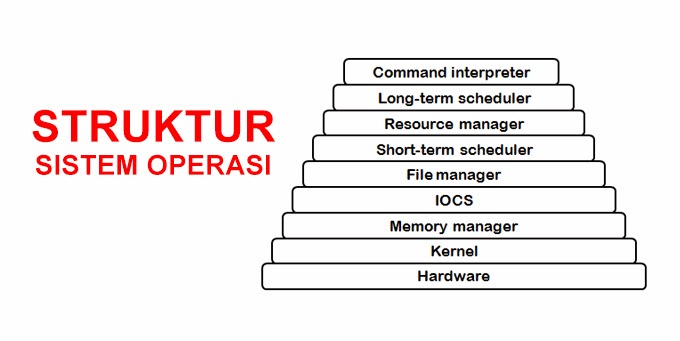 STRUKTUR
SISTEM OPERASI
Command interpreter
Long-term scheduler
Resource manager
Short-term scheduler
File manager
IOCS
Memory manager
Kernel
Hardware